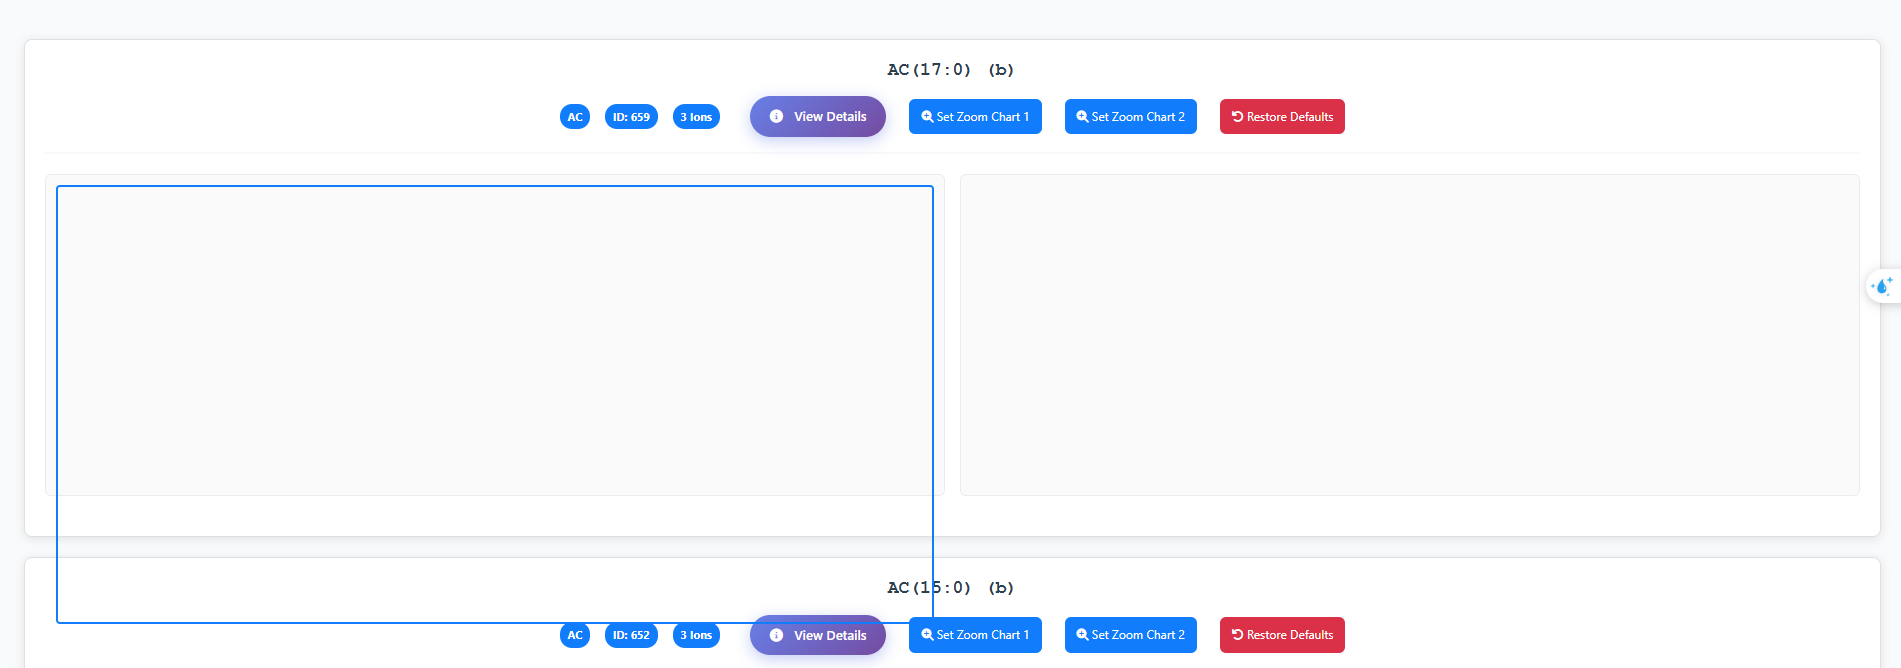 AC(17:0) (b)
AC ID: 659 3 Ions View Details Set Zoom Chart 1 Set Zoom Chart 2 Restore Defaults
AC(15:0) (b)
AC ID: 652 3 Ions View Details Set Zoom Chart 1 Set Zoom Chart 2 Restore Defaults